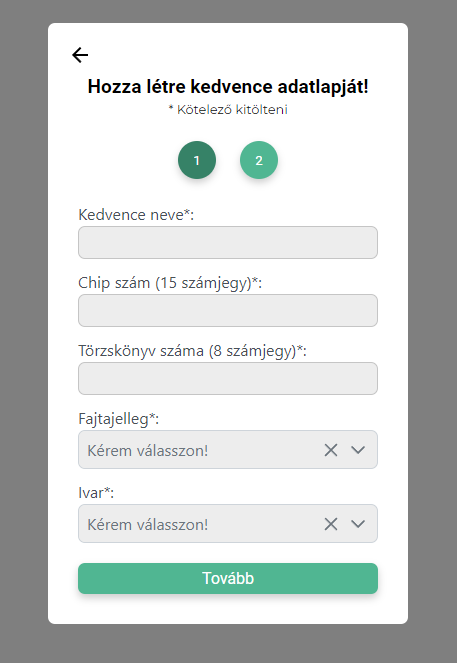 Hozza létre kedvence adatlapját!
* Kötelező kitölteni
1 2
Kedvence neve*:
Chip szám (15 számjegy)*:
Törzskönyv száma (8 számjegy)*:
Fajtajelleg*:
Kérem válasszon!
Ivar*:
Kérem válasszon!
Tovább